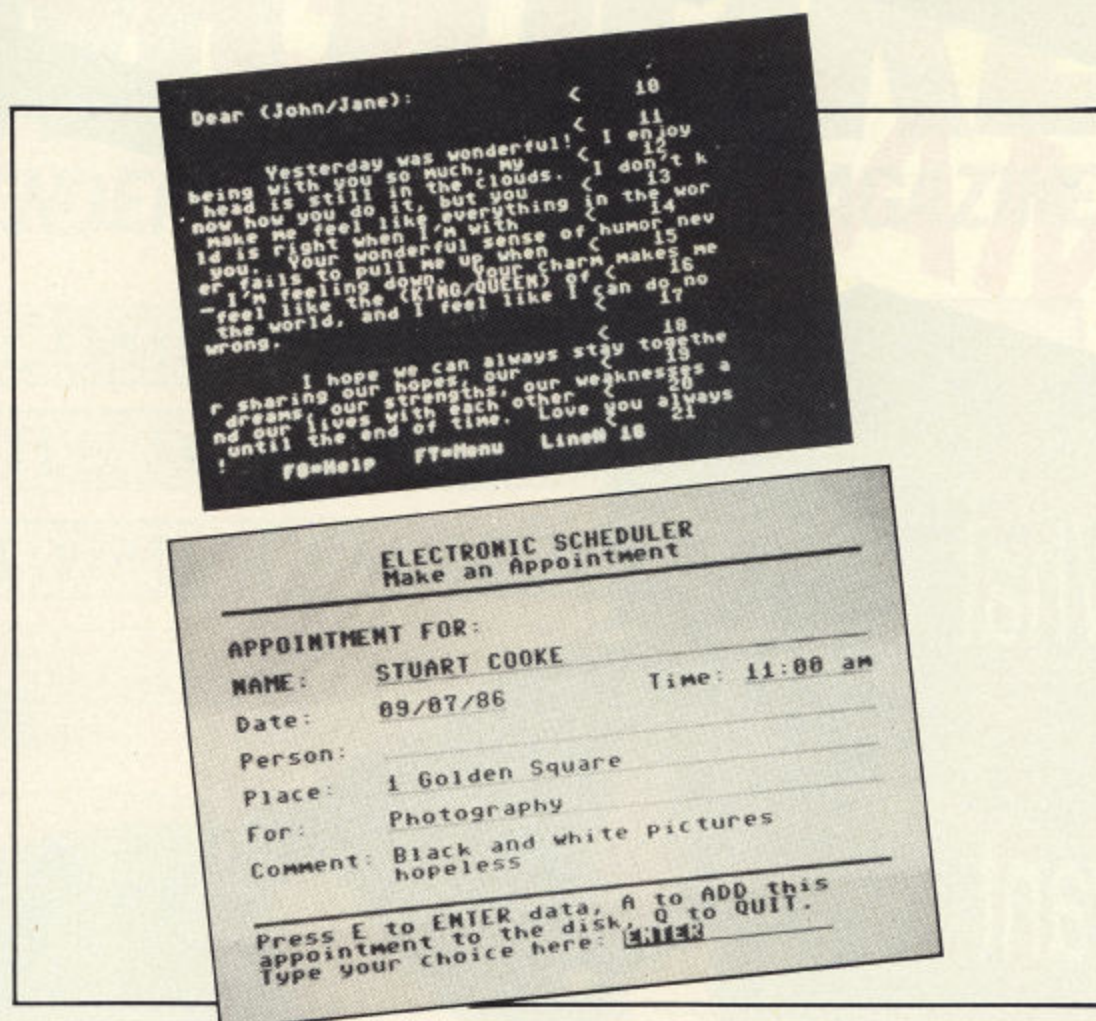 Dear (John/Jane): < 10
< 11
Yesterday was wonderful! I enjoy
being with you so much, my < 12
head is still in the clouds. I don't k
now how you do it, but you < 13
make me feel like everything in the wor
ld is right when I'm with < 14
you. Your wonderful sense of humor nev
er fails to pull me up when < 15
I'm feeling down. Your charm makes me
feel like the (KING/QUEEN) of < 16
the world, and I feel like I can do no
wrong. < 17
< 18
I hope we can always stay togethe
r sharing our hopes, our < 19
dreams, our strengths, our weaknesses a
nd our lives with each other < 20
until the end of time. Love you always
! < 21
F8=Help F7=Menu Line# 16
ELECTRONIC SCHEDULER
Make an Appointment
APPOINTMENT FOR:
NAME: STUART COOKE
Date: 09/07/86 Time: 11:00 am
Person:
Place: 1 Golden Square
For: Photography
Comment: Black and white pictures
hopeless
Press E to ENTER data, A to ADD this
appointment to the disk, Q to QUIT.
Type your choice here: ENTER